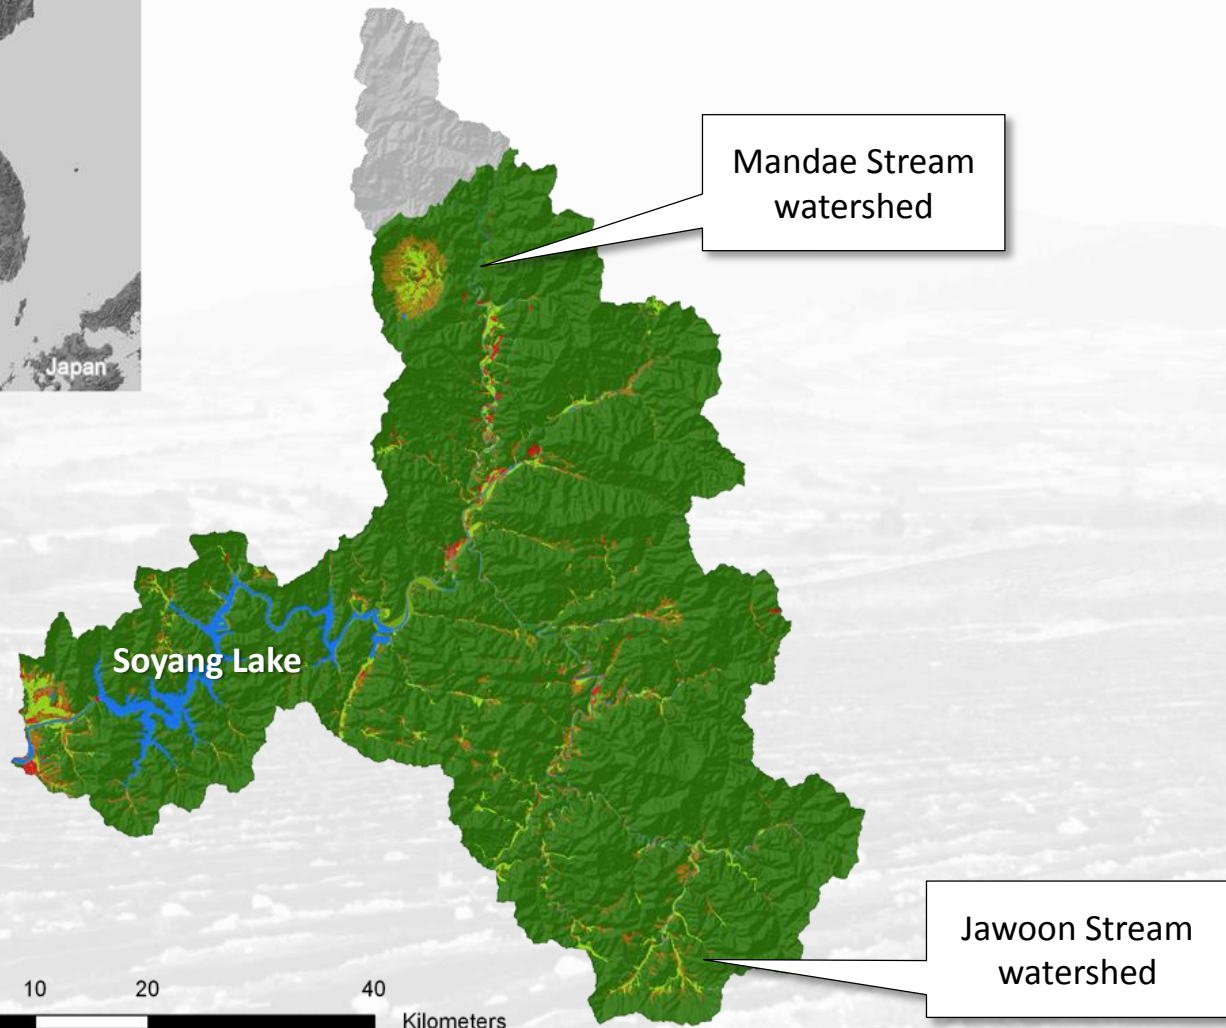 Mandae Stream
watershed
Japan
Soyang Lake
Jawoon Stream
watershed
10 20 40
Kilometers